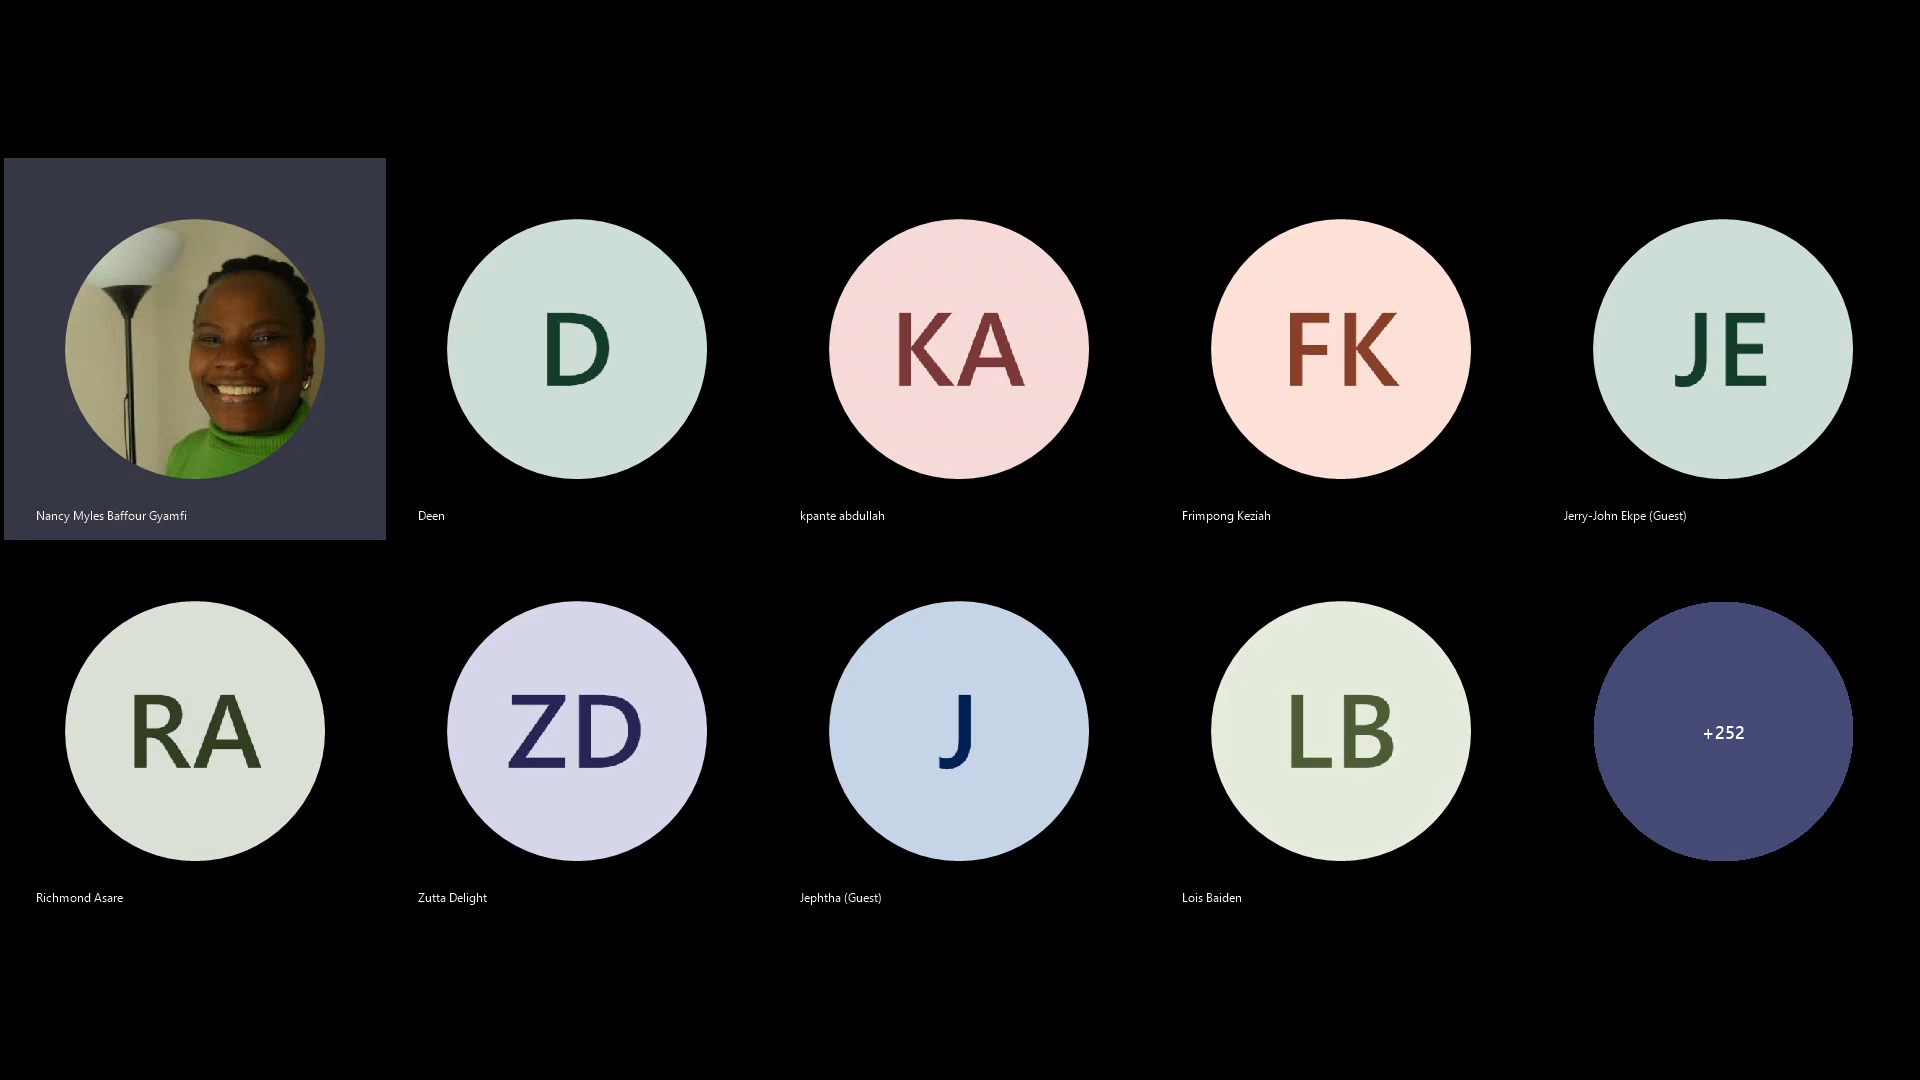 Nancy Myles Baffour Gyamfi
D
Deen
KA
kpante abdullah
FK
Frimpong Keziah
JE
Jerry-John Ekpe (Guest)
RA
Richmond Asare
ZD
Zutta Delight
J
Jephtha (Guest)
LB
Lois Baiden
+252